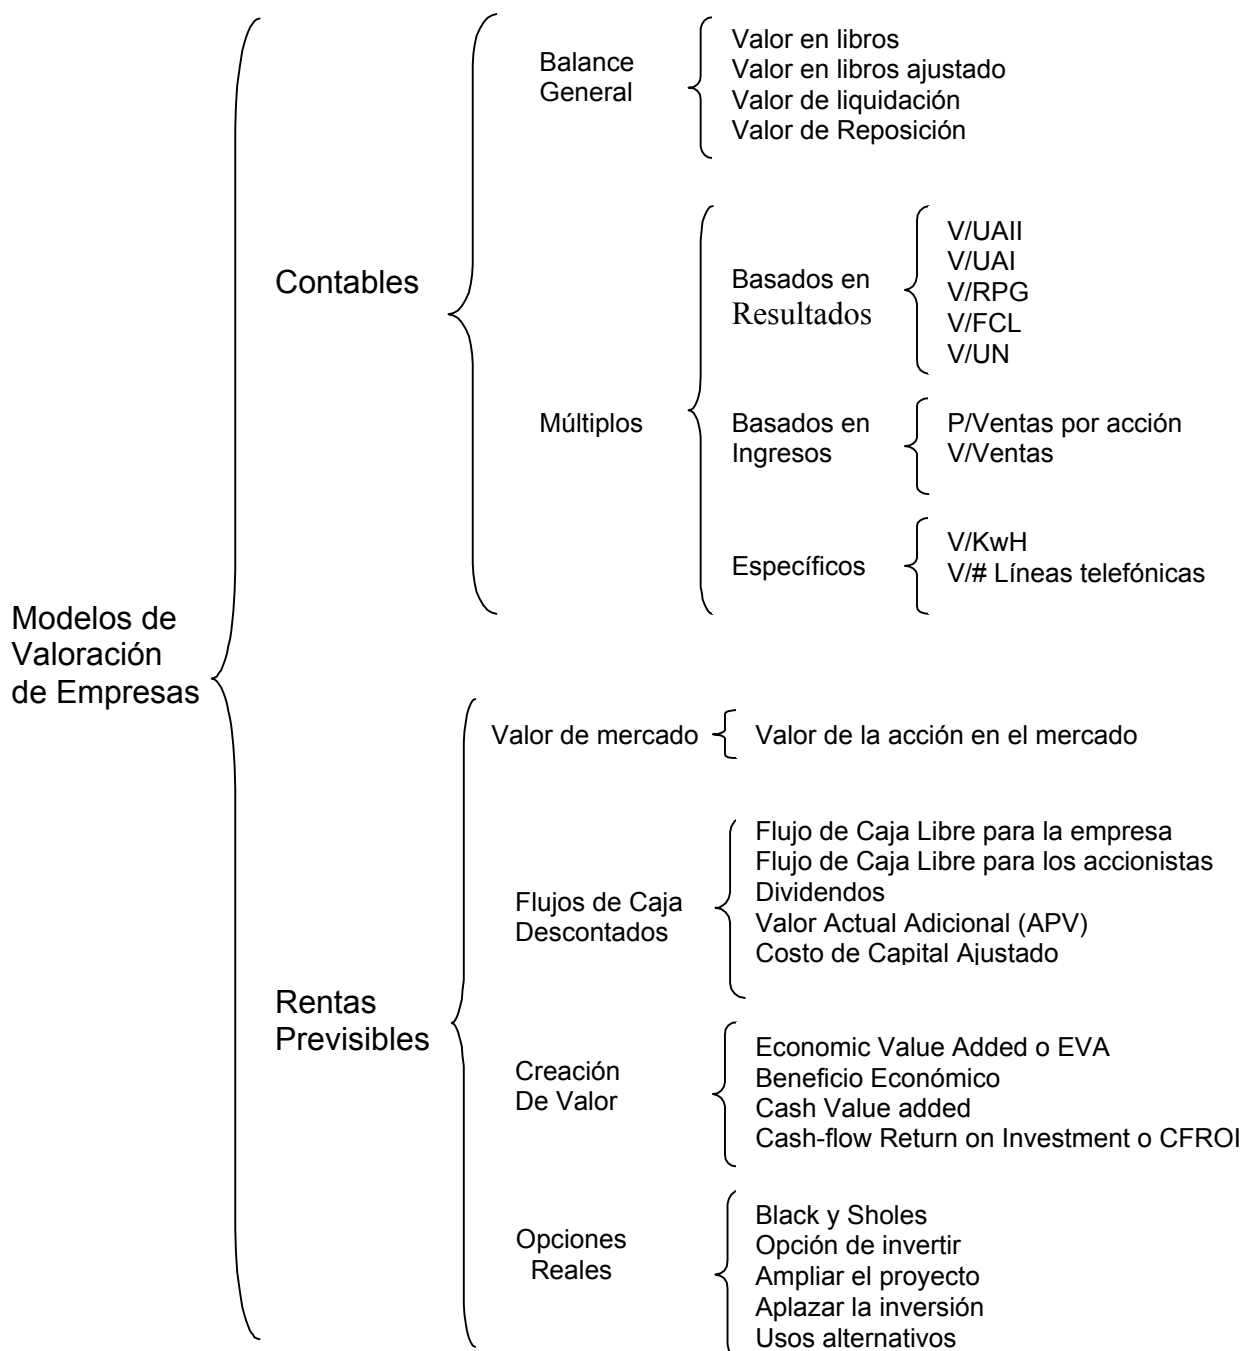 Modelos de
Valoración
de Empresas
Contables
Balance
General
Valor en libros
Valor en libros ajustado
Valor de liquidación
Valor de Reposición
Múltiplos
Basados en
Resultados
V/UAII
V/UAI
V/RPG
V/FCL
V/UN
Basados en
Ingresos
P/Ventas por acción
V/Ventas
Específicos
V/KwH
V/# Líneas telefónicas
Rentas
Previsibles
Valor de mercado
Valor de la acción en el mercado
Flujos de Caja
Descontados
Flujo de Caja Libre para la empresa
Flujo de Caja Libre para los accionistas
Dividendos
Valor Actual Adicional (APV)
Costo de Capital Ajustado
Creación
De Valor
Economic Value Added o EVA
Beneficio Económico
Cash Value added
Cash-flow Return on Investment o CFROI
Opciones
Reales
Black y Sholes
Opción de invertir
Ampliar el proyecto
Aplazar la inversión
Usos alternativos